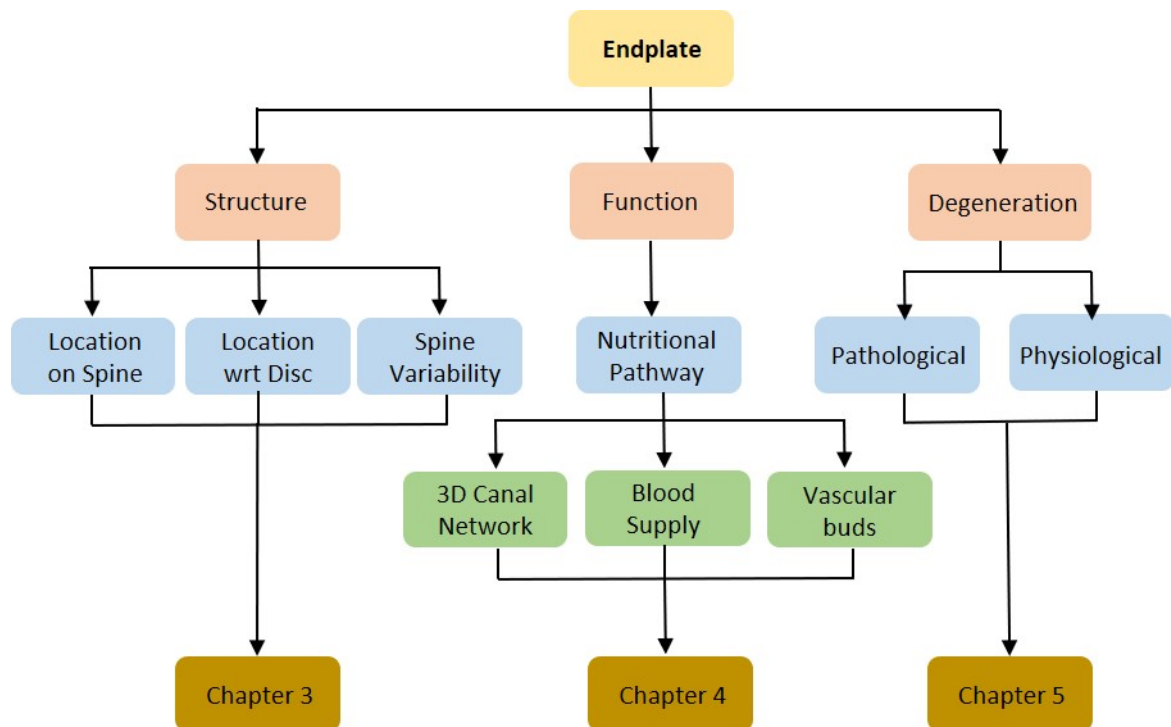 Endplate
Structure
Function
Degeneration
Location
on Spine
Location
wrt Disc
Spine
Variability
Nutritional
Pathway
Pathological
Physiological
3D Canal
Network
Blood
Supply
Vascular
buds
Chapter 3
Chapter 4
Chapter 5